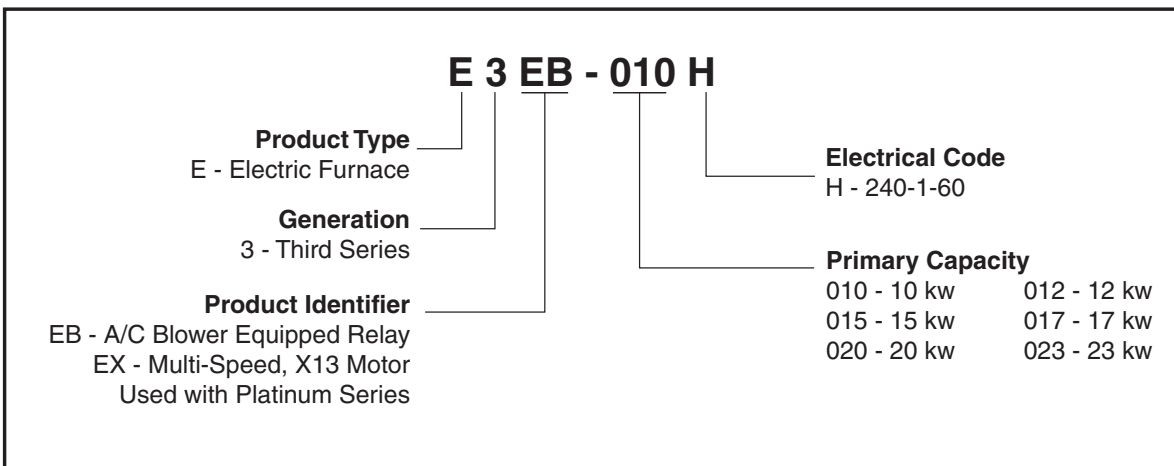 E 3 EB - 010 H
Product Type
E - Electric Furnace
Generation
3 - Third Series
Product Identifier
EB - A/C Blower Equipped Relay
EX - Multi-Speed, X13 Motor
Used with Platinum Series
Electrical Code
H - 240-1-60
Primary Capacity
010 - 10 kw 012 - 12 kw
015 - 15 kw 017 - 17 kw
020 - 20 kw 023 - 23 kw